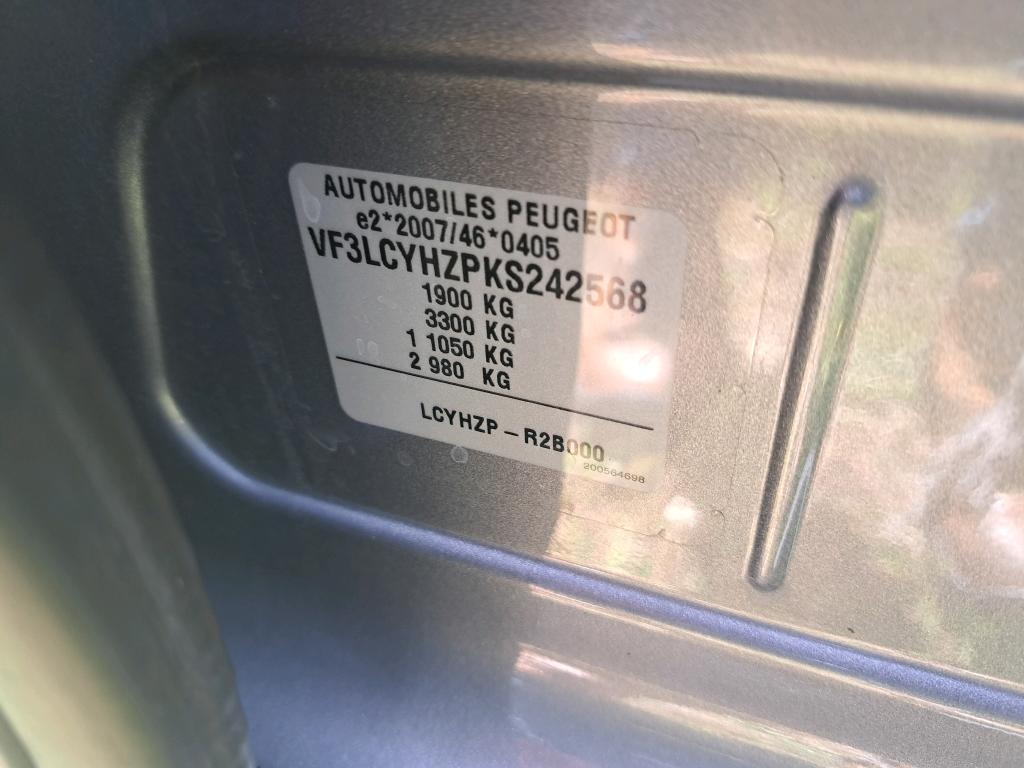 AUTOMOBILES PEUGEOT
e2*2007/46*0405
VF3LCYHZPKS242568
1900 KG
3300 KG
1 1050 KG
2 980 KG
LCYHZP – R2B000
200564698